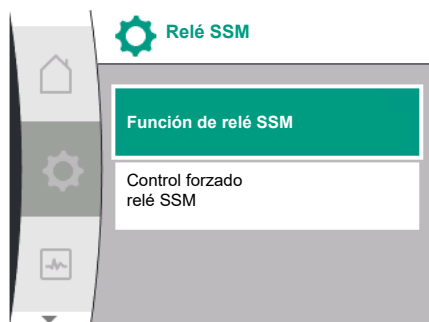 Relé SSM
Función de relé SSM
Control forzado
relé SSM